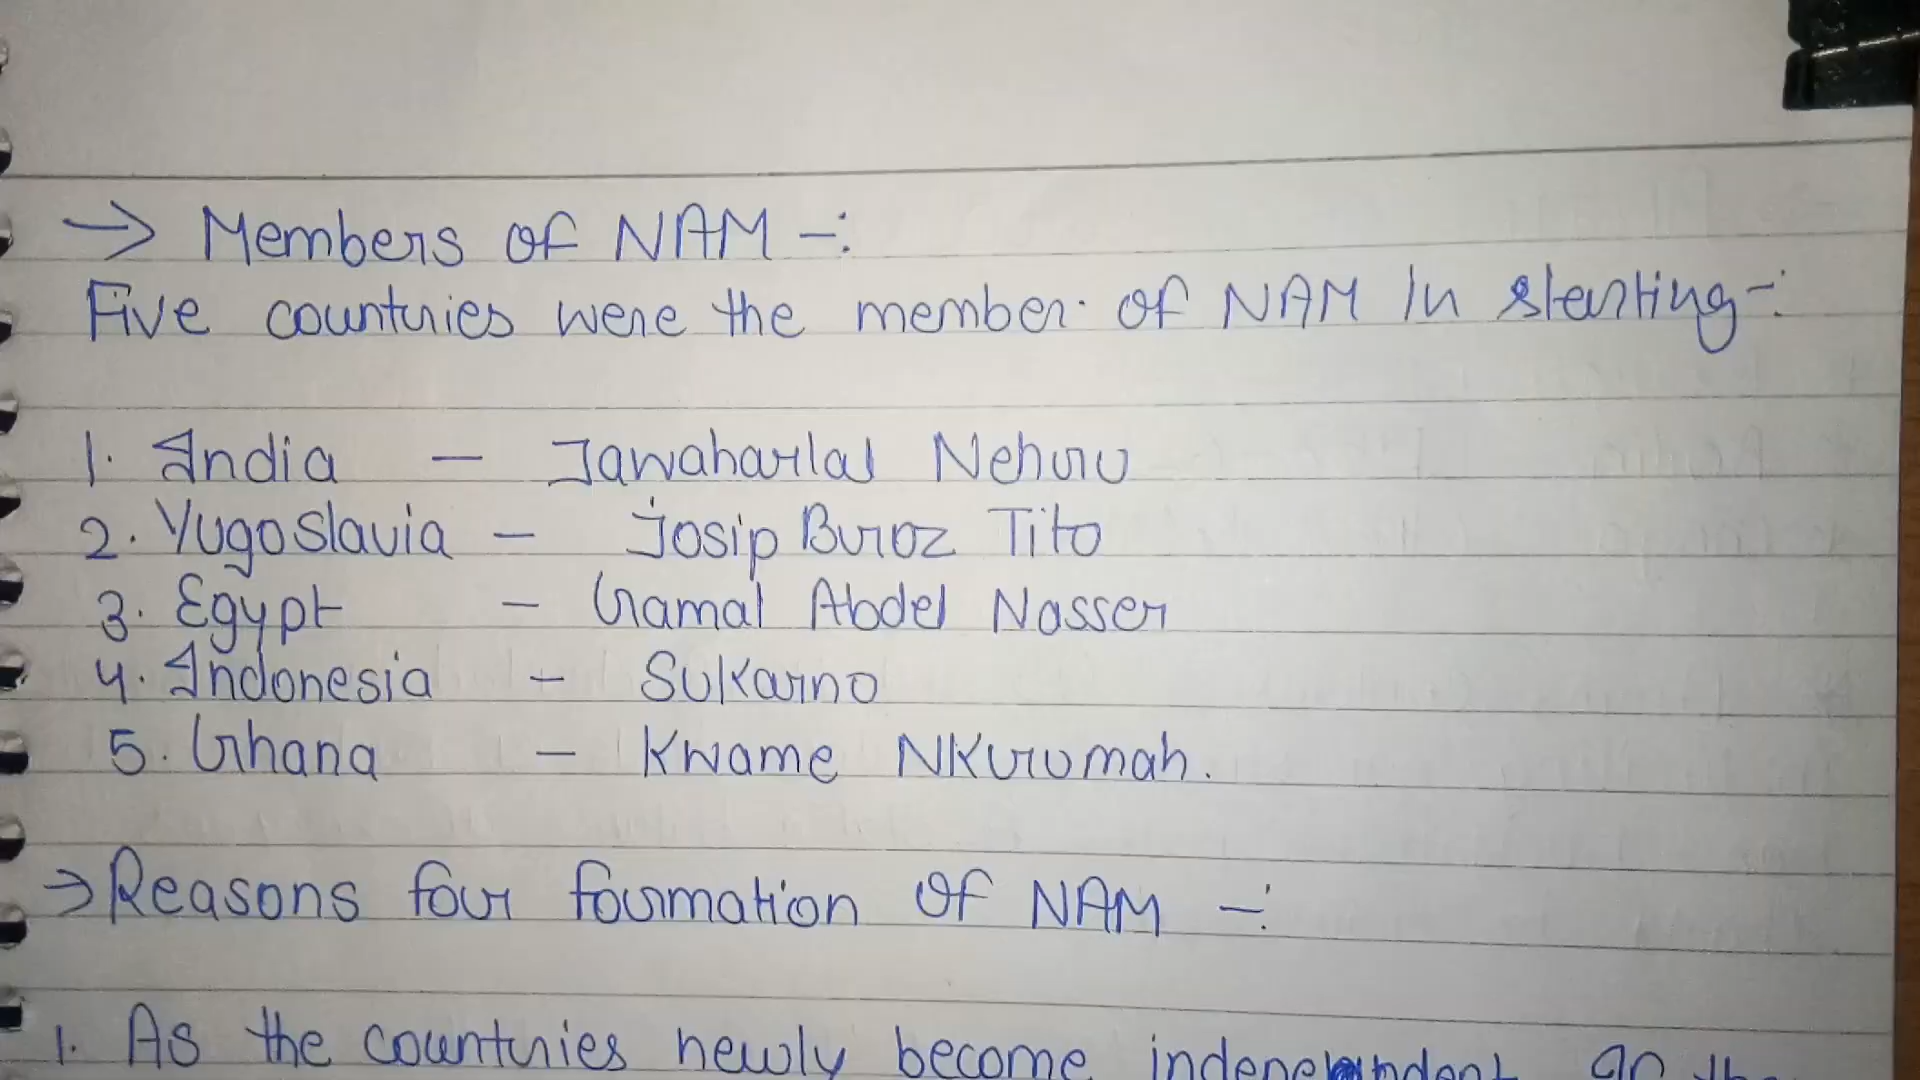 → Members of NAM -:
Five countries were the member of NAM in starting -:
1. India - Jawaharlal Nehru
2. Yugoslavia - Josip Broz Tito
3. Egypt - Gamal Abdel Nasser
4. Indonesia - Sukarno
5. Ghana - Kwame Nkrumah.
→ Reasons for formation of NAM -:
1. As the countries newly become